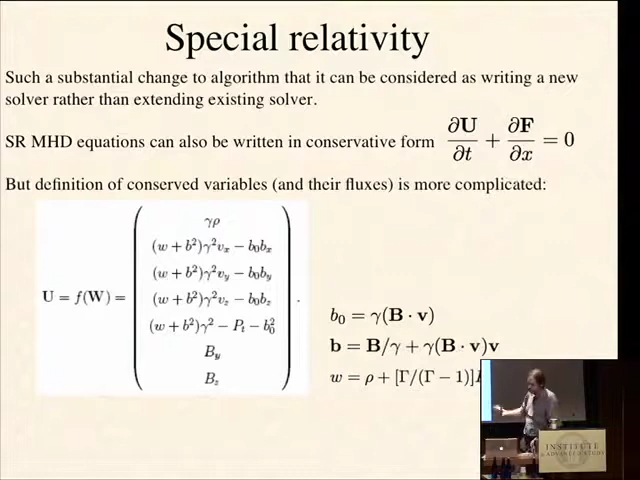 Special relativity
Such a substantial change to algorithm that it can be considered as writing a new
solver rather than extending existing solver.
SR MHD equations can also be written in conservative form ∂U/∂t + ∂F/∂x = 0
But definition of conserved variables (and their fluxes) is more complicated:
γρ
(w + b²)γ²vₓ − b₀bₓ
(w + b²)γ²v_y − b₀b_y
U = f(W) = (w + b²)γ²v_z − b₀b_z .
(w + b²)γ² − Pₜ − b₀²
B_y
B_z
b₀ = γ(B · v)
b = B/γ + γ(B · v)v
w = ρ + [Γ/(Γ − 1)]
INSTITUTE
ADVANCED STUDY